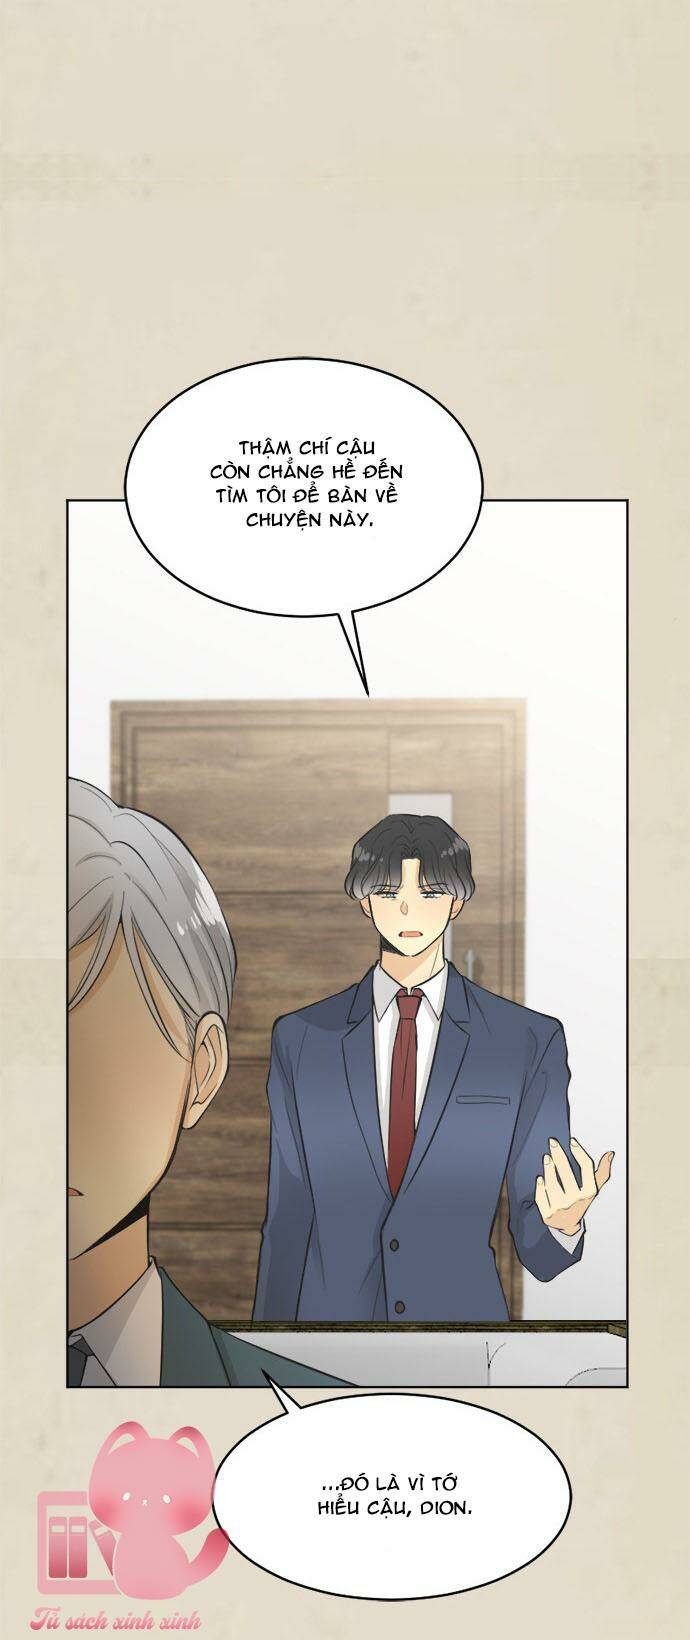 THẬM CHÍ CẬU
CÒN CHẲNG HỀ ĐẾN
TÌM TÔI ĐỂ BÀN VỀ
CHUYỆN NÀY.
...ĐÓ LÀ VÌ TỚ
HIỂU CẬU, DION.
Tủ sách xinh xinh